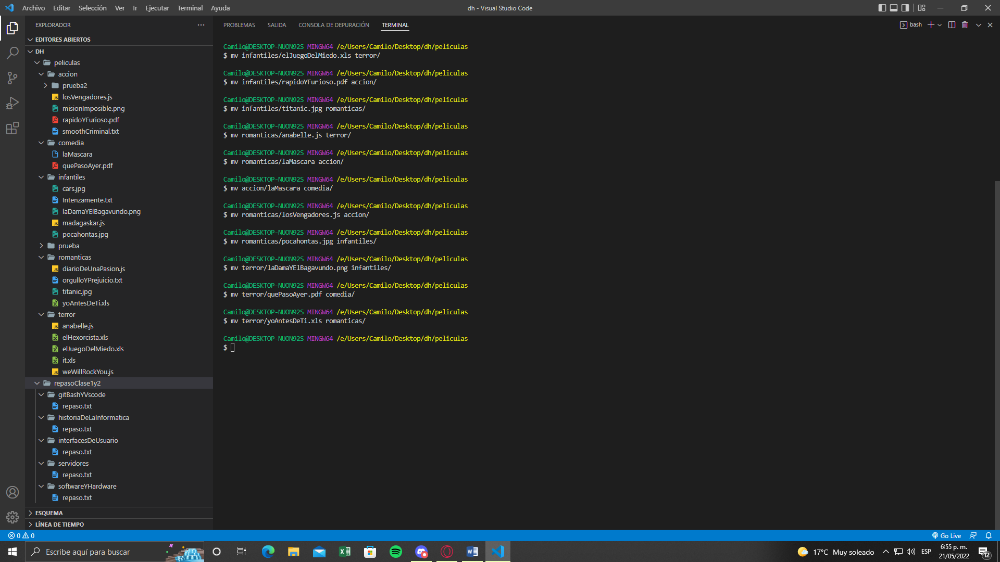 Archivo Editar Selección Ver Ir Ejecutar Terminal Ayuda
dh - Visual Studio Code
EXPLORADOR
EDITORES ABIERTOS
DH
peliculas
accion
prueba2
losVengadores.js
misionImposible.png
rapidoYFurioso.pdf
smoothCriminal.txt
comedia
laMascara
quePasoAyer.pdf
infantiles
cars.jpg
Intenzamente.txt
laDamaYElBagavundo.png
madagaskar.js
pocahontas.jpg
prueba
romanticas
diarioDeUnaPasion.js
orgulloYPrejuicio.txt
titanic.jpg
yoAntesDeTi.xls
terror
anabelle.js
elHexorcista.xls
elJuegoDelMiedo.xls
it.xls
weWillRockYou.js
repasoClase1y2
gitBashYVscode
repaso.txt
historiaDeLaInformatica
repaso.txt
interfacesDeUsuario
repaso.txt
servidores
repaso.txt
softwareYHardware
repaso.txt
ESQUEMA
LÍNEA DE TIEMPO
PROBLEMAS SALIDA CONSOLA DE DEPURACIÓN TERMINAL
bash
Camilo@DESKTOP-NUON92S MINGW64 /e/Users/Camilo/Desktop/dh/peliculas
$ mv infantiles/elJuegoDelMiedo.xls terror/
Camilo@DESKTOP-NUON92S MINGW64 /e/Users/Camilo/Desktop/dh/peliculas
$ mv infantiles/rapidoYFurioso.pdf accion/
Camilo@DESKTOP-NUON92S MINGW64 /e/Users/Camilo/Desktop/dh/peliculas
$ mv infantiles/titanic.jpg romanticas/
Camilo@DESKTOP-NUON92S MINGW64 /e/Users/Camilo/Desktop/dh/peliculas
$ mv romanticas/anabelle.js terror/
Camilo@DESKTOP-NUON92S MINGW64 /e/Users/Camilo/Desktop/dh/peliculas
$ mv romanticas/laMascara accion/
Camilo@DESKTOP-NUON92S MINGW64 /e/Users/Camilo/Desktop/dh/peliculas
$ mv accion/laMascara comedia/
Camilo@DESKTOP-NUON92S MINGW64 /e/Users/Camilo/Desktop/dh/peliculas
$ mv romanticas/losVengadores.js accion/
Camilo@DESKTOP-NUON92S MINGW64 /e/Users/Camilo/Desktop/dh/peliculas
$ mv romanticas/pocahontas.jpg infantiles/
Camilo@DESKTOP-NUON92S MINGW64 /e/Users/Camilo/Desktop/dh/peliculas
$ mv terror/laDamaYElBagavundo.png infantiles/
Camilo@DESKTOP-NUON92S MINGW64 /e/Users/Camilo/Desktop/dh/peliculas
$ mv terror/quePasoAyer.pdf comedia/
Camilo@DESKTOP-NUON92S MINGW64 /e/Users/Camilo/Desktop/dh/peliculas
$ mv terror/yoAntesDeTi.xls romanticas/
Camilo@DESKTOP-NUON92S MINGW64 /e/Users/Camilo/Desktop/dh/peliculas
$
0 0
Go Live
Escribe aquí para buscar
17°C Muy soleado
ESP
6:55 p. m.
21/05/2022
12